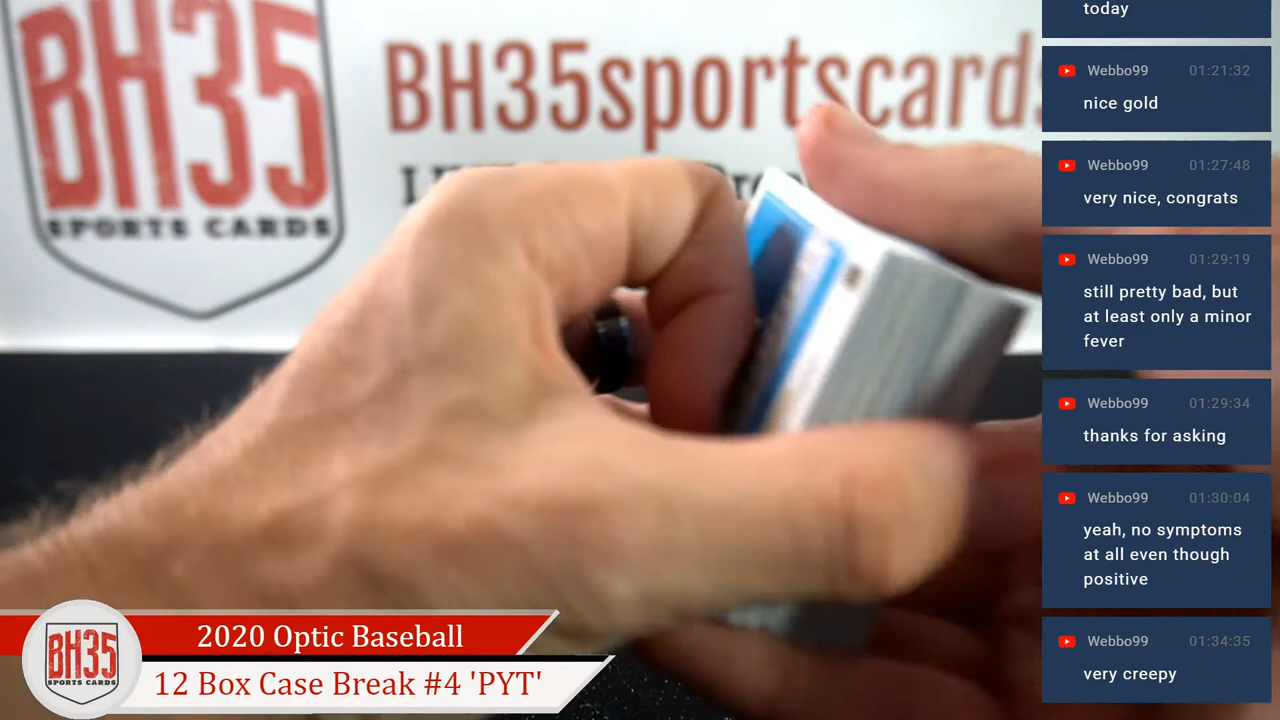 BH35
SPORTS CARDS
BH35sportscards
today
Webbo99 01:21:32
nice gold
Webbo99 01:27:48
very nice, congrats
Webbo99 01:29:19
still pretty bad, but
at least only a minor
fever
Webbo99 01:29:34
thanks for asking
Webbo99 01:30:04
yeah, no symptoms
at all even though
positive
Webbo99 01:34:35
very creepy
BH35
SPORTS CARDS
2020 Optic Baseball
12 Box Case Break #4 'PYT'